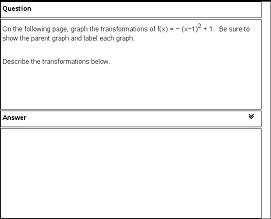 Question
On the following page, graph the transformations of f(x) = − (x−1)² + 1. Be sure to
show the parent graph and label each graph.
Describe the transformations below.
Answer